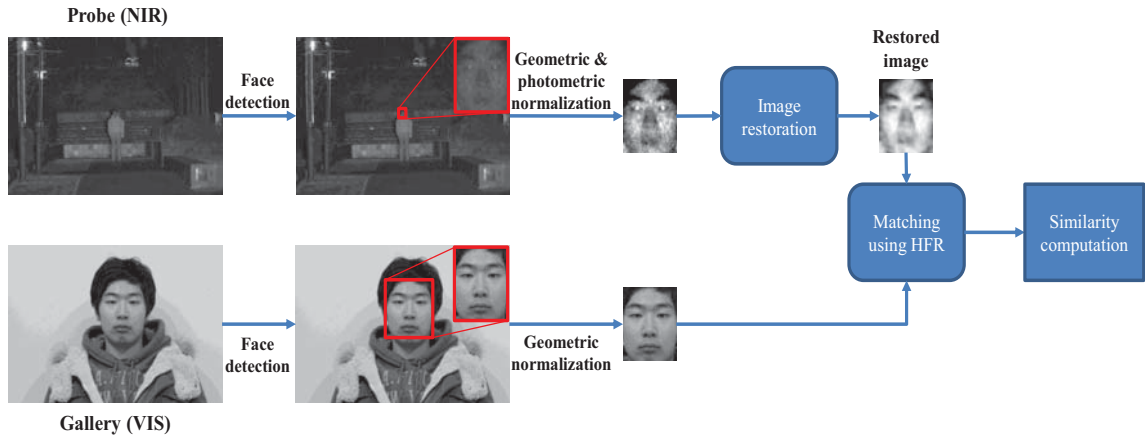 Probe (NIR)
Face
detection
Geometric &
photometric
normalization
Image
restoration
Restored
image
Matching
using HFR
Similarity
computation
Face
detection
Geometric
normalization
Gallery (VIS)